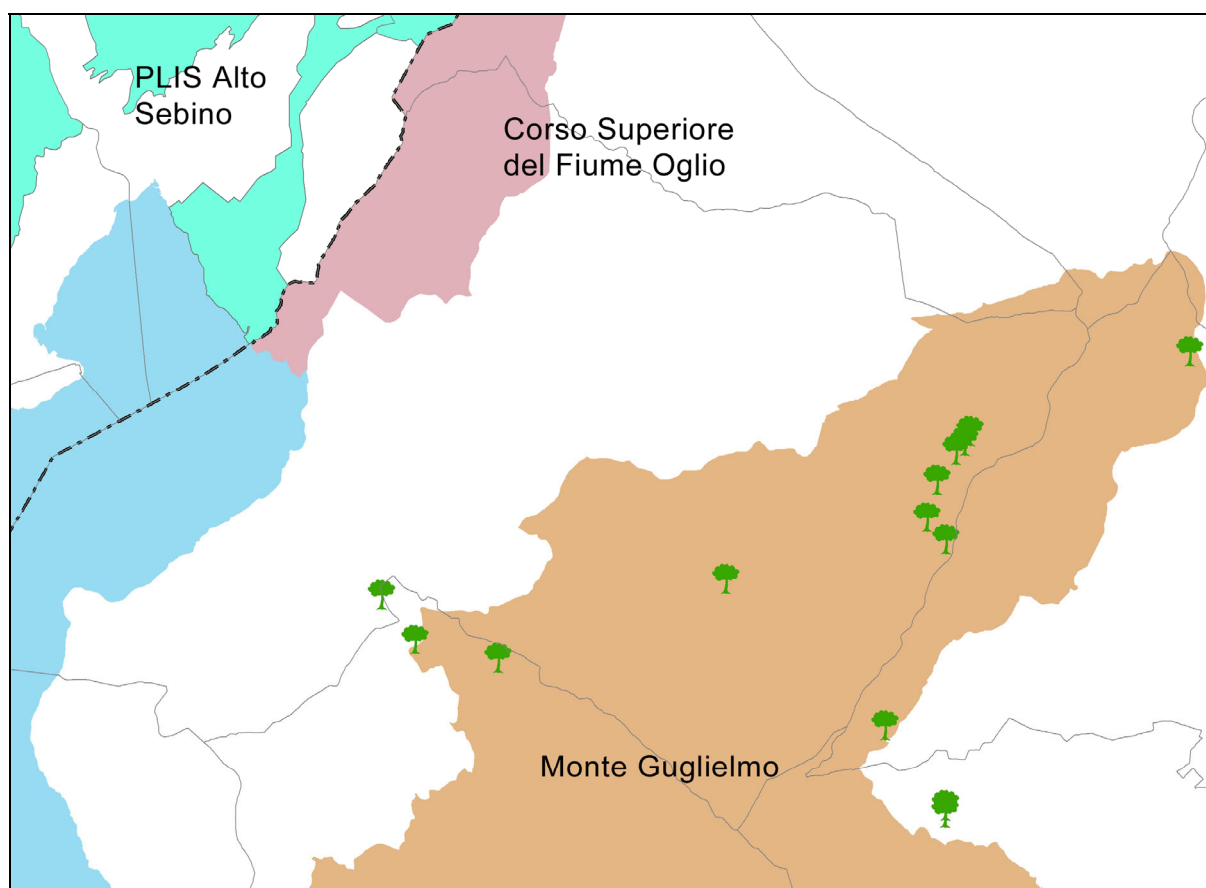 PLIS Alto
Sebino
Corso Superiore
del Fiume Oglio
Monte Guglielmo